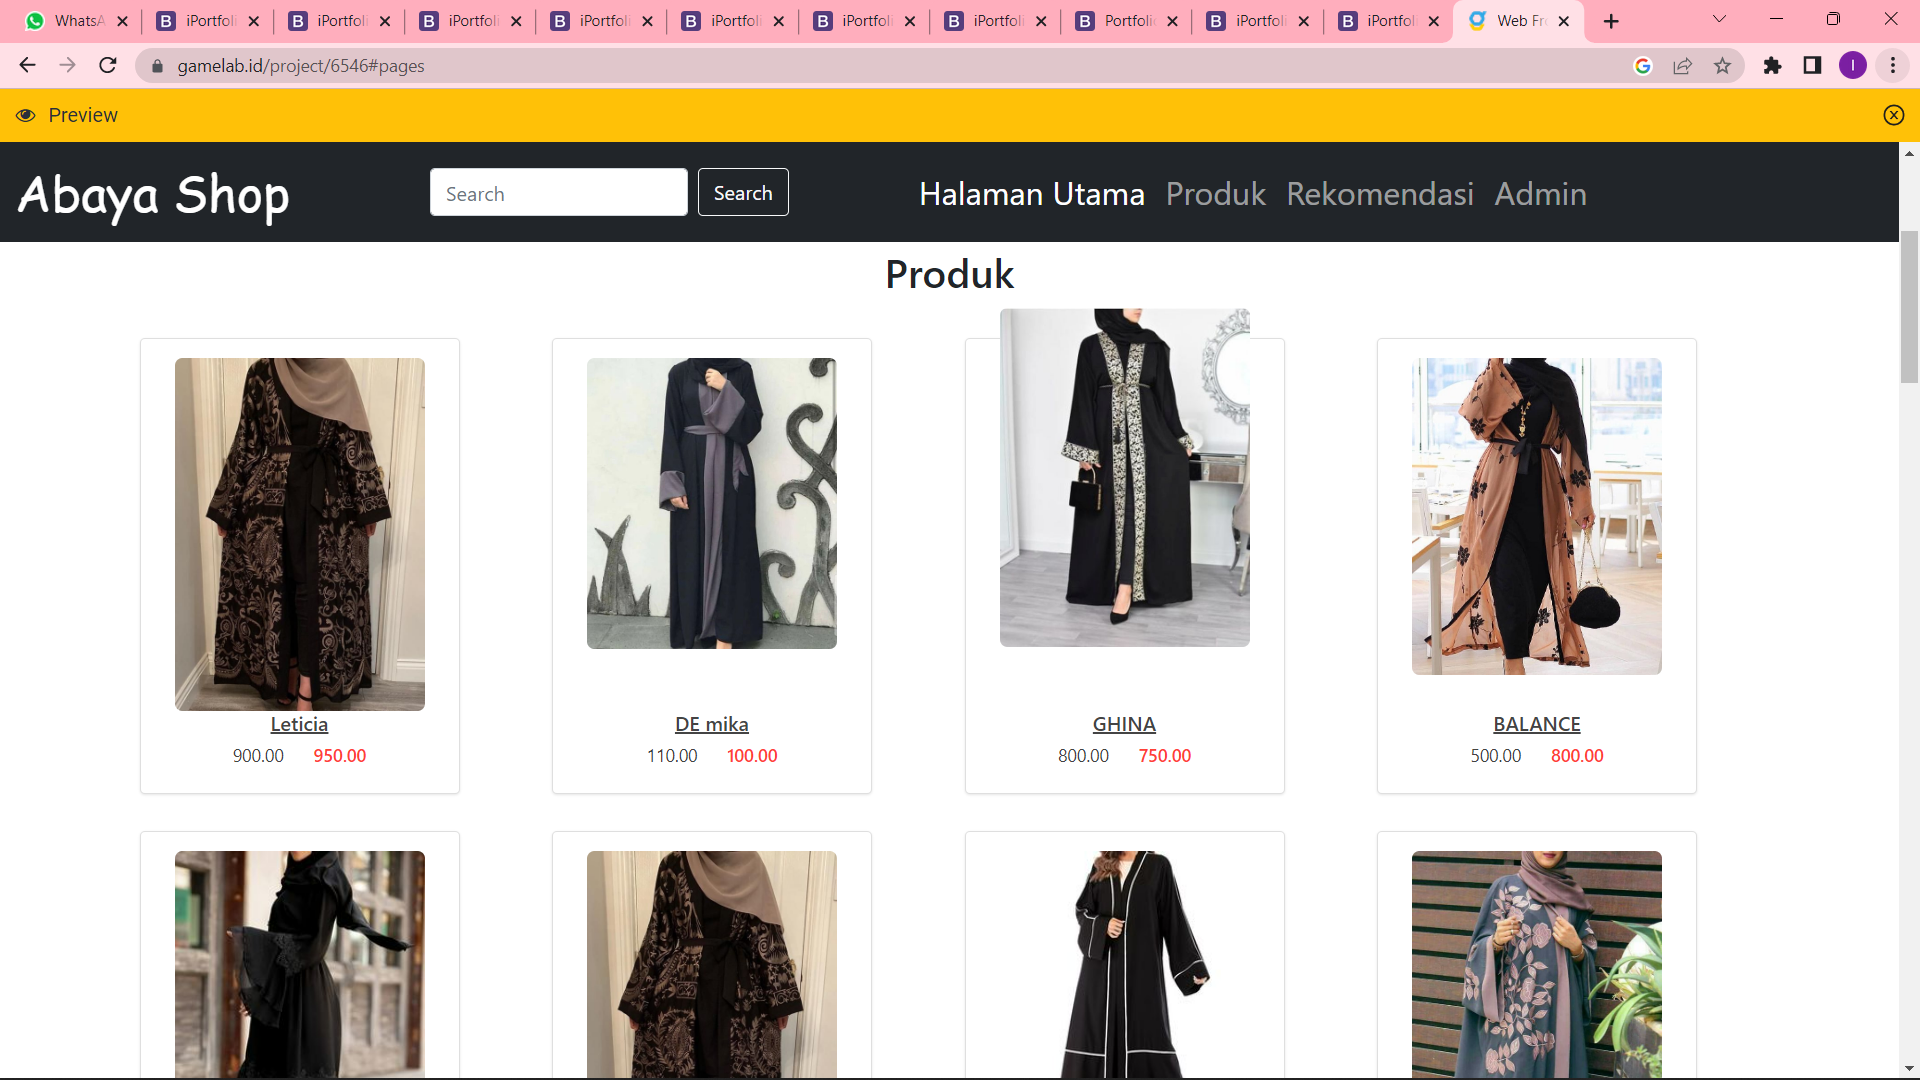 WhatsA iPortfoli iPortfoli iPortfoli iPortfoli iPortfoli iPortfoli iPortfoli Portfolio iPortfoli iPortfoli Web Fro
gamelab.id/project/6546#pages I
Preview
Abaya Shop Search Search Halaman Utama Produk Rekomendasi Admin
Produk
Leticia DE mika GHINA BALANCE
900.00 950.00 110.00 100.00 800.00 750.00 500.00 800.00